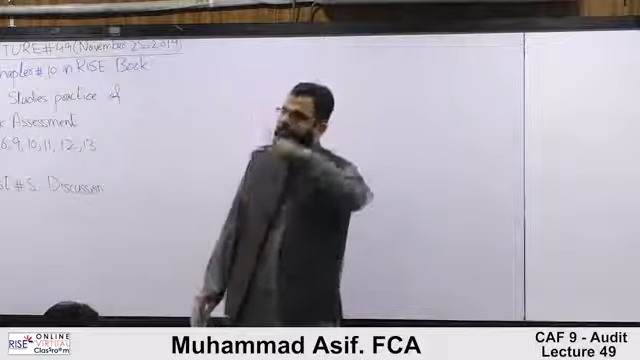 TURE#49(November 25-2019)
hapter#10 in RISE Book
Studies practice of
Assessment
8,9,10,11,12,13
#5. Discussion
RISE
ONLINE
VIRTUAL
Classroom
Muhammad Asif. FCA
CAF 9 - Audit
Lecture 49